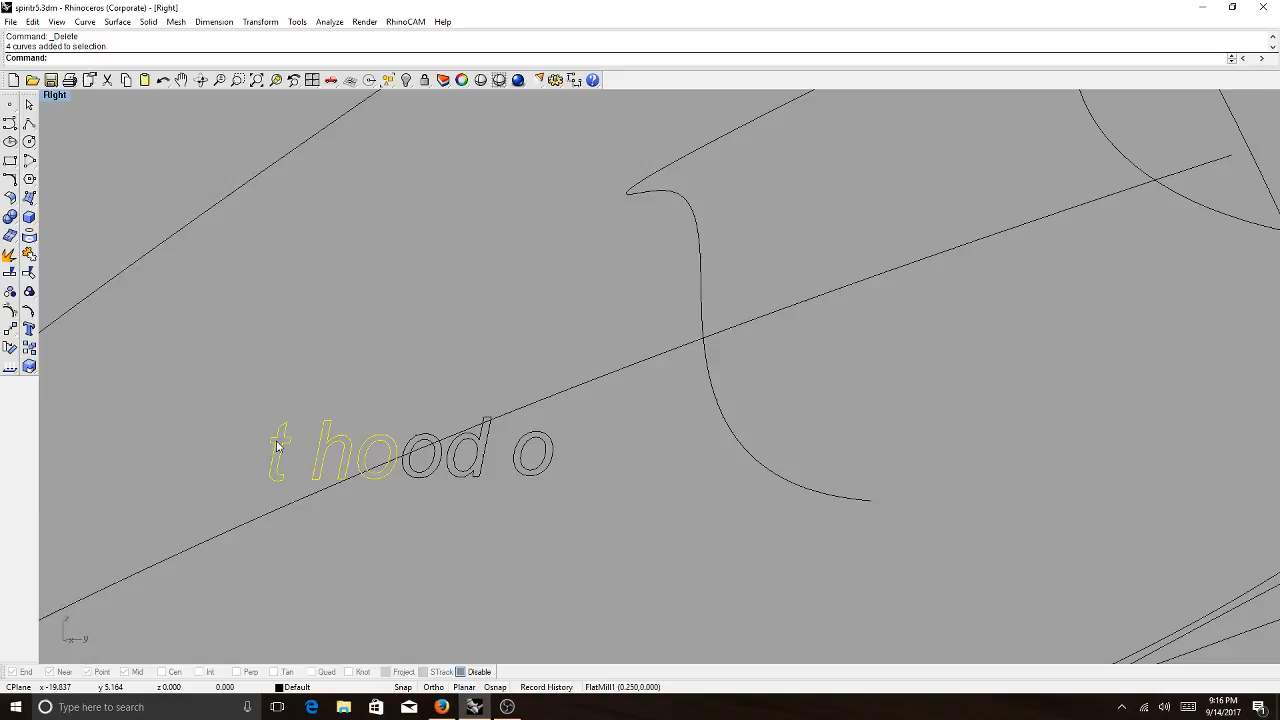 spiritr5.3dm - Rhinoceros (Corporate) - [Right]
File Edit View Curve Surface Solid Mesh Dimension Transform Tools Analyze Render RhinoCAM Help
Command: _Delete
4 curves added to selection.
Command:
Right
t hood o
z
x y
End Near Point Mid Cen Int Perp Tan Quad Knot Project STrack Disable
CPlane x -19.837 y 5.164 z 0.000 0.000 Default Snap Ortho Planar Osnap Record History FlatMill1 (0.250,0.000)
Type here to search
9:16 PM
9/14/2017